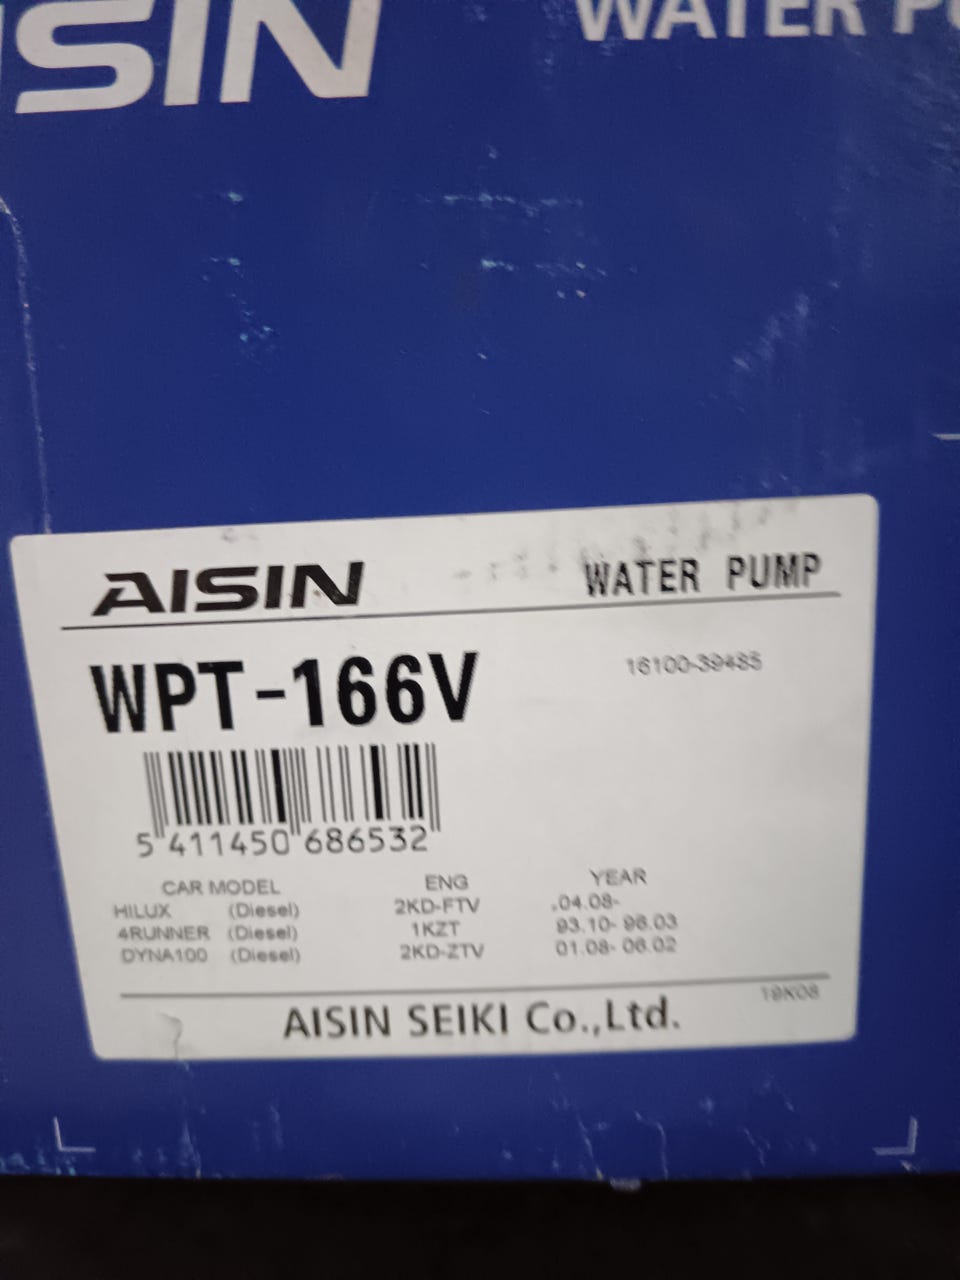 SIN
WATER
AISIN
WATER PUMP
WPT-166V
16100-39485
5 411450 686532
CAR MODEL ENG YEAR
HILUX (Diesel) 2KD-FTV .04.08-
4RUNNER (Diesel) 1KZT 93.10- 96.03
DYNA100 (Diesel) 2KD-ZTV 01.08- 06.02
19K08
AISIN SEIKI Co.,Ltd.